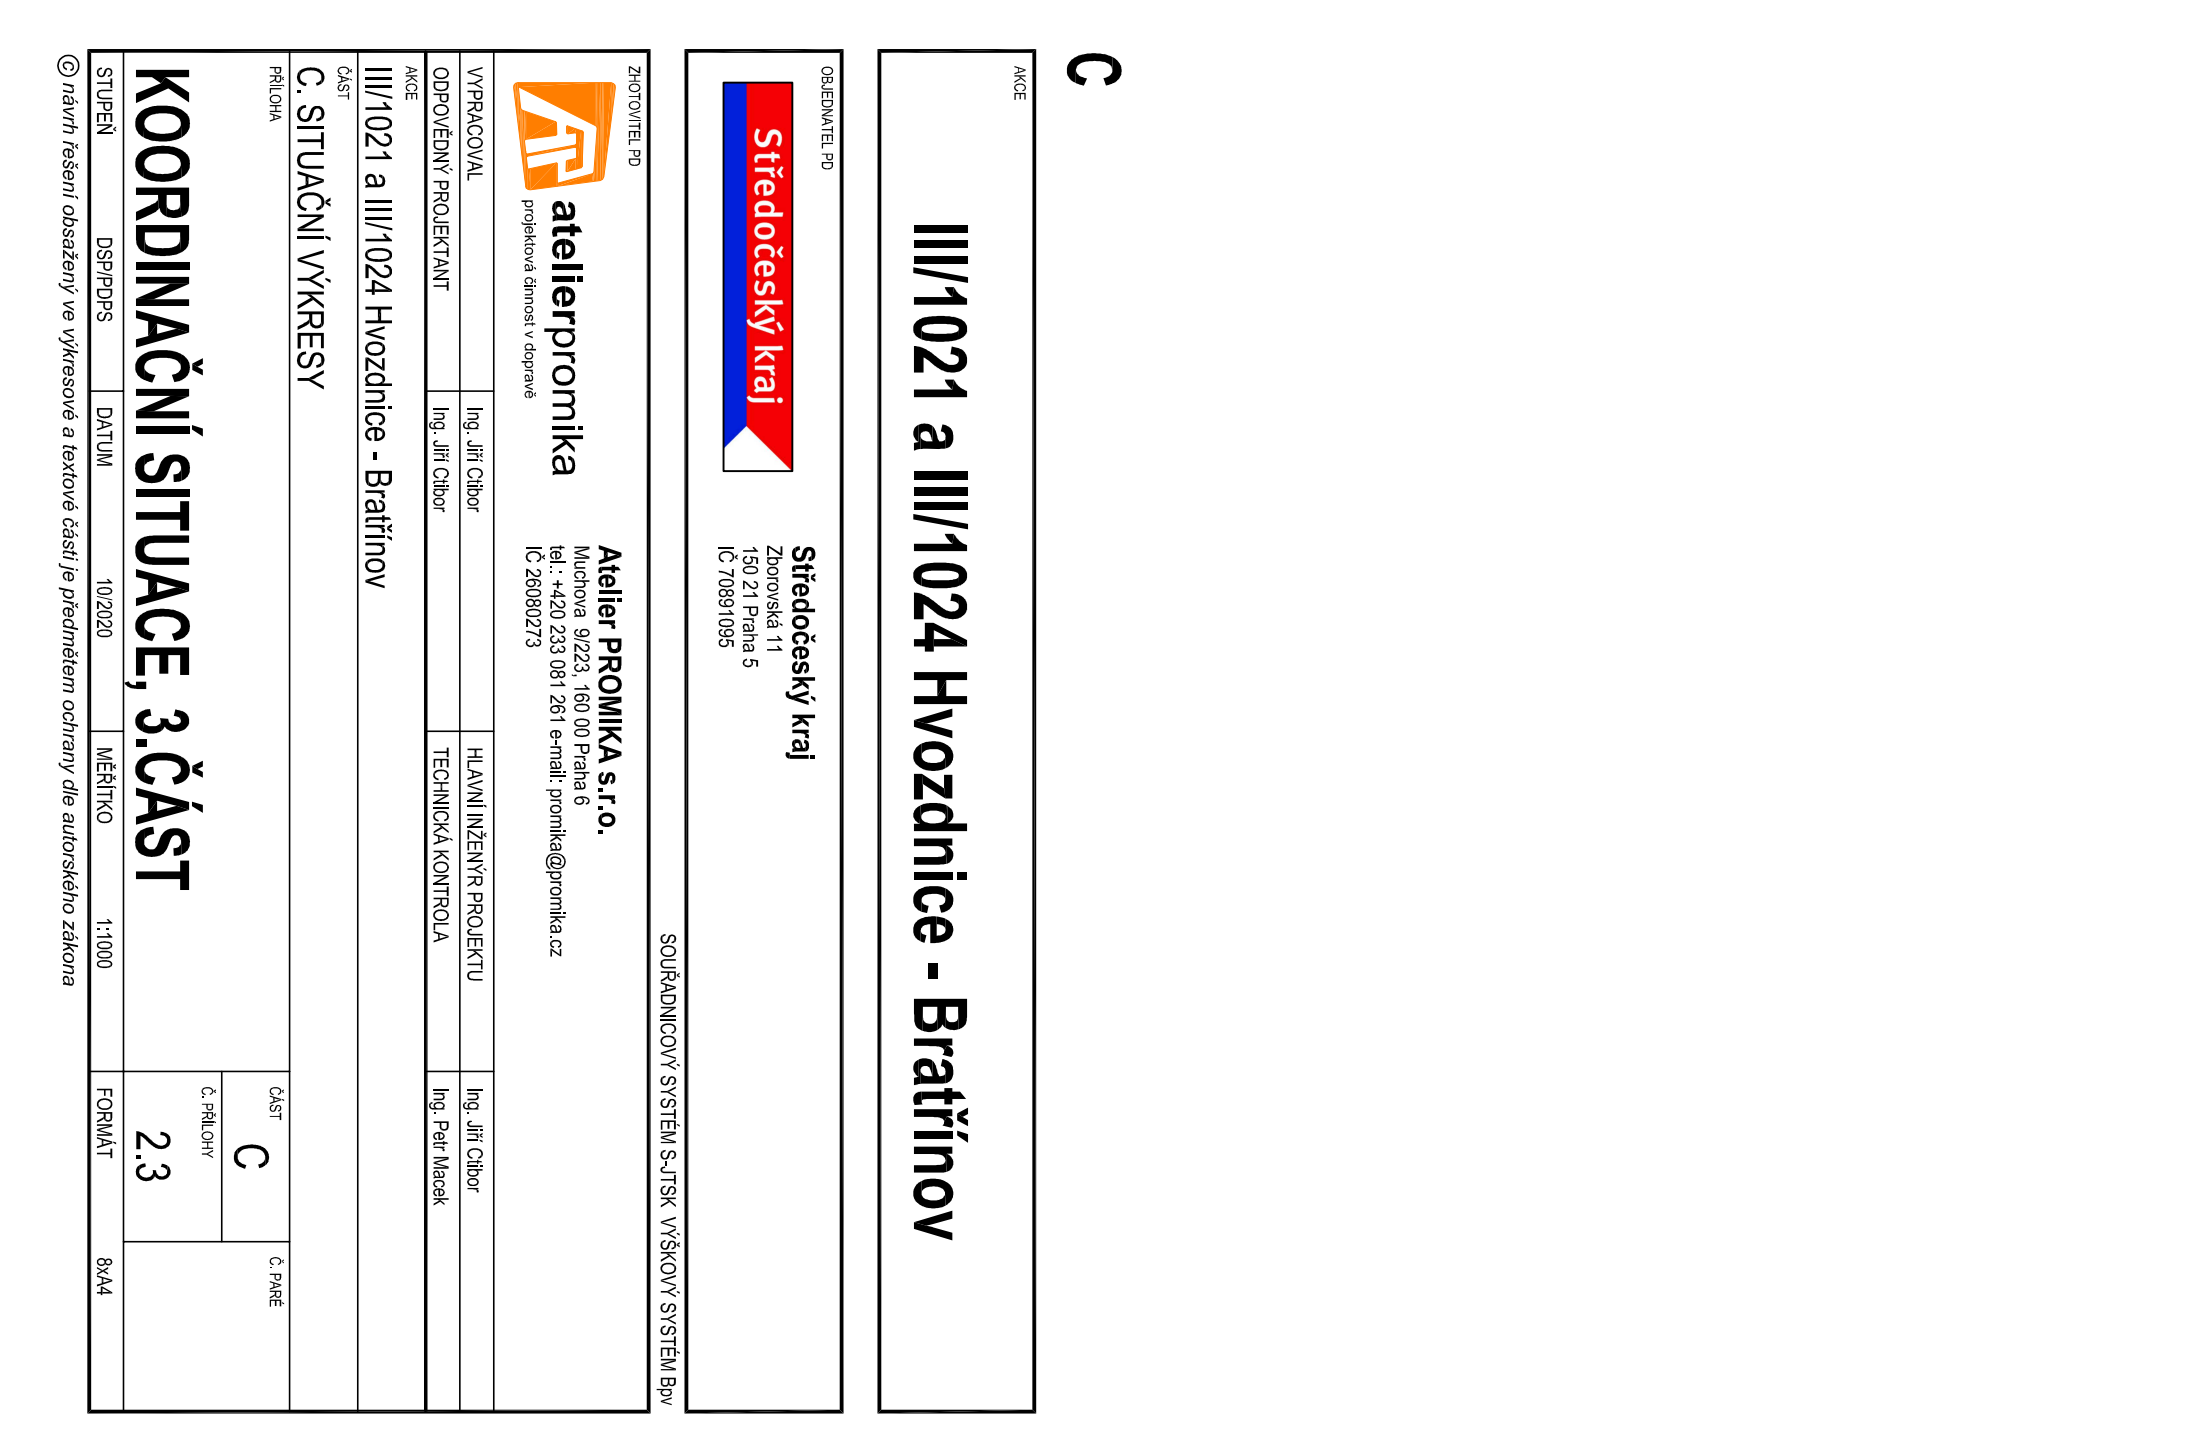 C
AKCE
III/1021 a III/1024 Hvozdnice - Bratřínov
OBJEDNATEL PD
Středočeský kraj
Středočeský kraj
Zborovská 11
150 21 Praha 5
IČ 70891095
SOUŘADNICOVÝ SYSTÉM S-JTSK VÝŠKOVÝ SYSTÉM Bpv
ZHOTOVITEL PD
atelierpromika
projektová činnost v dopravě
Atelier PROMIKA s.r.o.
Muchova 9/223, 160 00 Praha 6
tel.: +420 233 081 261 e-mail: promika@promika.cz
IČ 26080273
VYPRACOVAL Ing. Jiří Ctibor HLAVNÍ INŽENÝR PROJEKTU Ing. Jiří Ctibor
ODPOVĚDNÝ PROJEKTANT Ing. Jiří Ctibor TECHNICKÁ KONTROLA Ing. Petr Macek
AKCE
III/1021 a III/1024 Hvozdnice - Bratřínov
ČÁST
C. SITUAČNÍ VÝKRESY
PŘÍLOHA
KOORDINAČNÍ SITUACE, 3.ČÁST
ČÁST
C
Č. PŘÍLOHY
2.3
Č. PARÉ
STUPEŇ DSP/PDPS DATUM 10/2020 MĚŘÍTKO 1:1000 FORMÁT 8xA4
© návrh řešení obsažený ve výkresové a textové části je předmětem ochrany dle autorského zákona